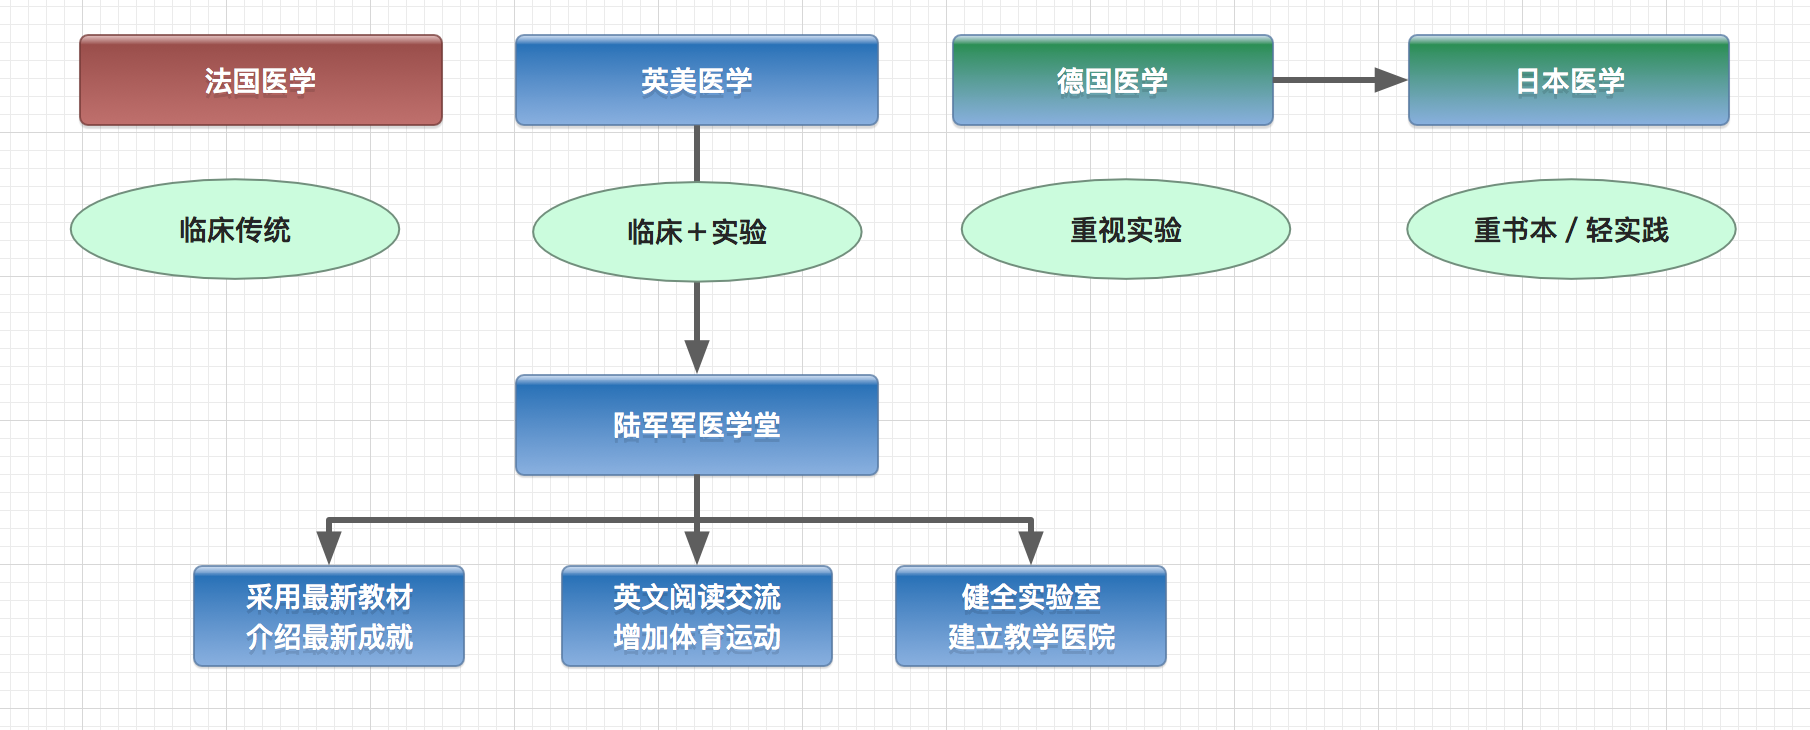 法国医学
英美医学
德国医学
日本医学
临床传统
临床＋实验
重视实验
重书本 / 轻实践
陆军军医学堂
采用最新教材
介绍最新成就
英文阅读交流
增加体育运动
健全实验室
建立教学医院